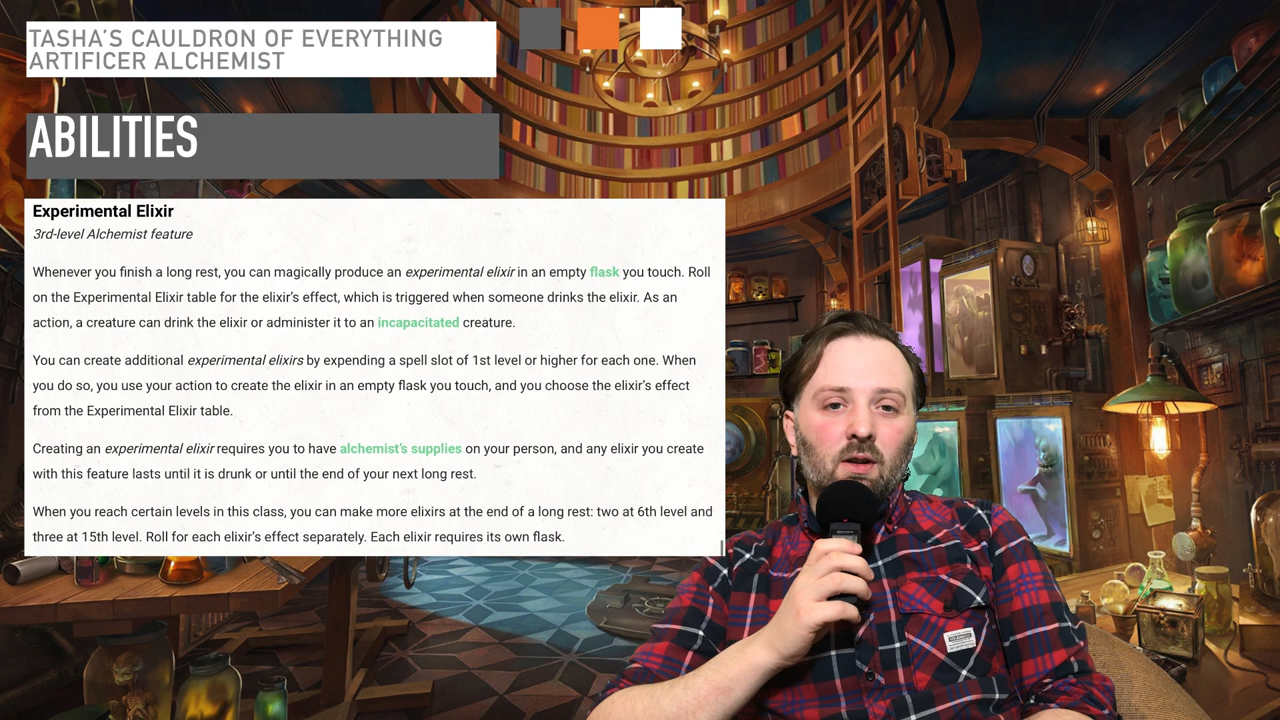 TASHA'S CAULDRON OF EVERYTHING
ARTIFICER ALCHEMIST
ABILITIES
Experimental Elixir
3rd-level Alchemist feature
Whenever you finish a long rest, you can magically produce an experimental elixir in an empty flask you touch. Roll
on the Experimental Elixir table for the elixir's effect, which is triggered when someone drinks the elixir. As an
action, a creature can drink the elixir or administer it to an incapacitated creature.
You can create additional experimental elixirs by expending a spell slot of 1st level or higher for each one. When
you do so, you use your action to create the elixir in an empty flask you touch, and you choose the elixir's effect
from the Experimental Elixir table.
Creating an experimental elixir requires you to have alchemist's supplies on your person, and any elixir you create
with this feature lasts until it is drunk or until the end of your next long rest.
When you reach certain levels in this class, you can make more elixirs at the end of a long rest: two at 6th level and
three at 15th level. Roll for each elixir's effect separately. Each elixir requires its own flask.